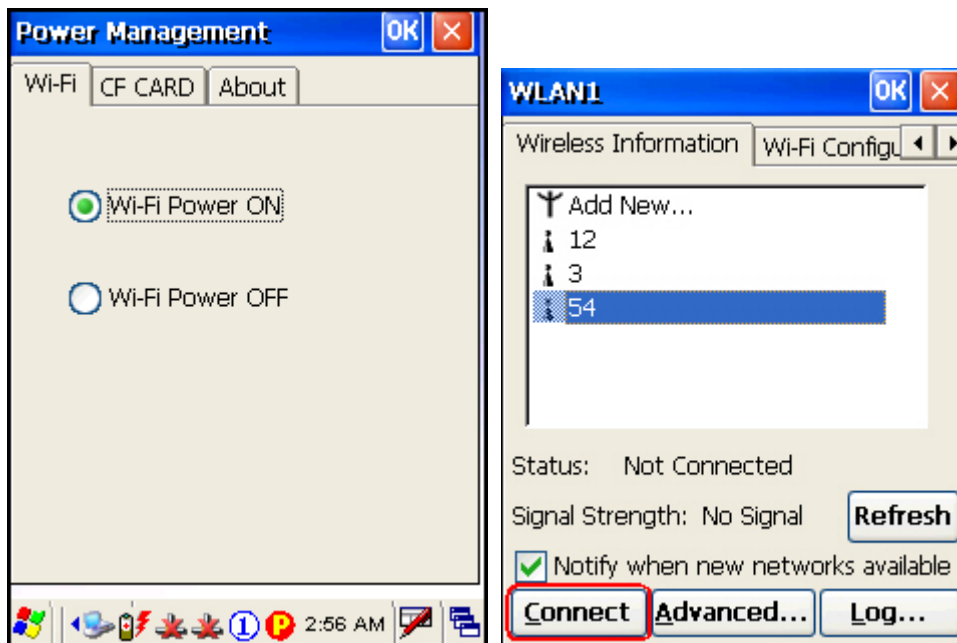 Power Management OK
Wi-Fi CF CARD About
Wi-Fi Power ON
Wi-Fi Power OFF
1 P 2:56 AM
WLAN1 OK
Wireless Information Wi-Fi Configu
Add New...
12
3
54
Status: Not Connected
Signal Strength: No Signal Refresh
Notify when new networks available
Connect Advanced... Log...